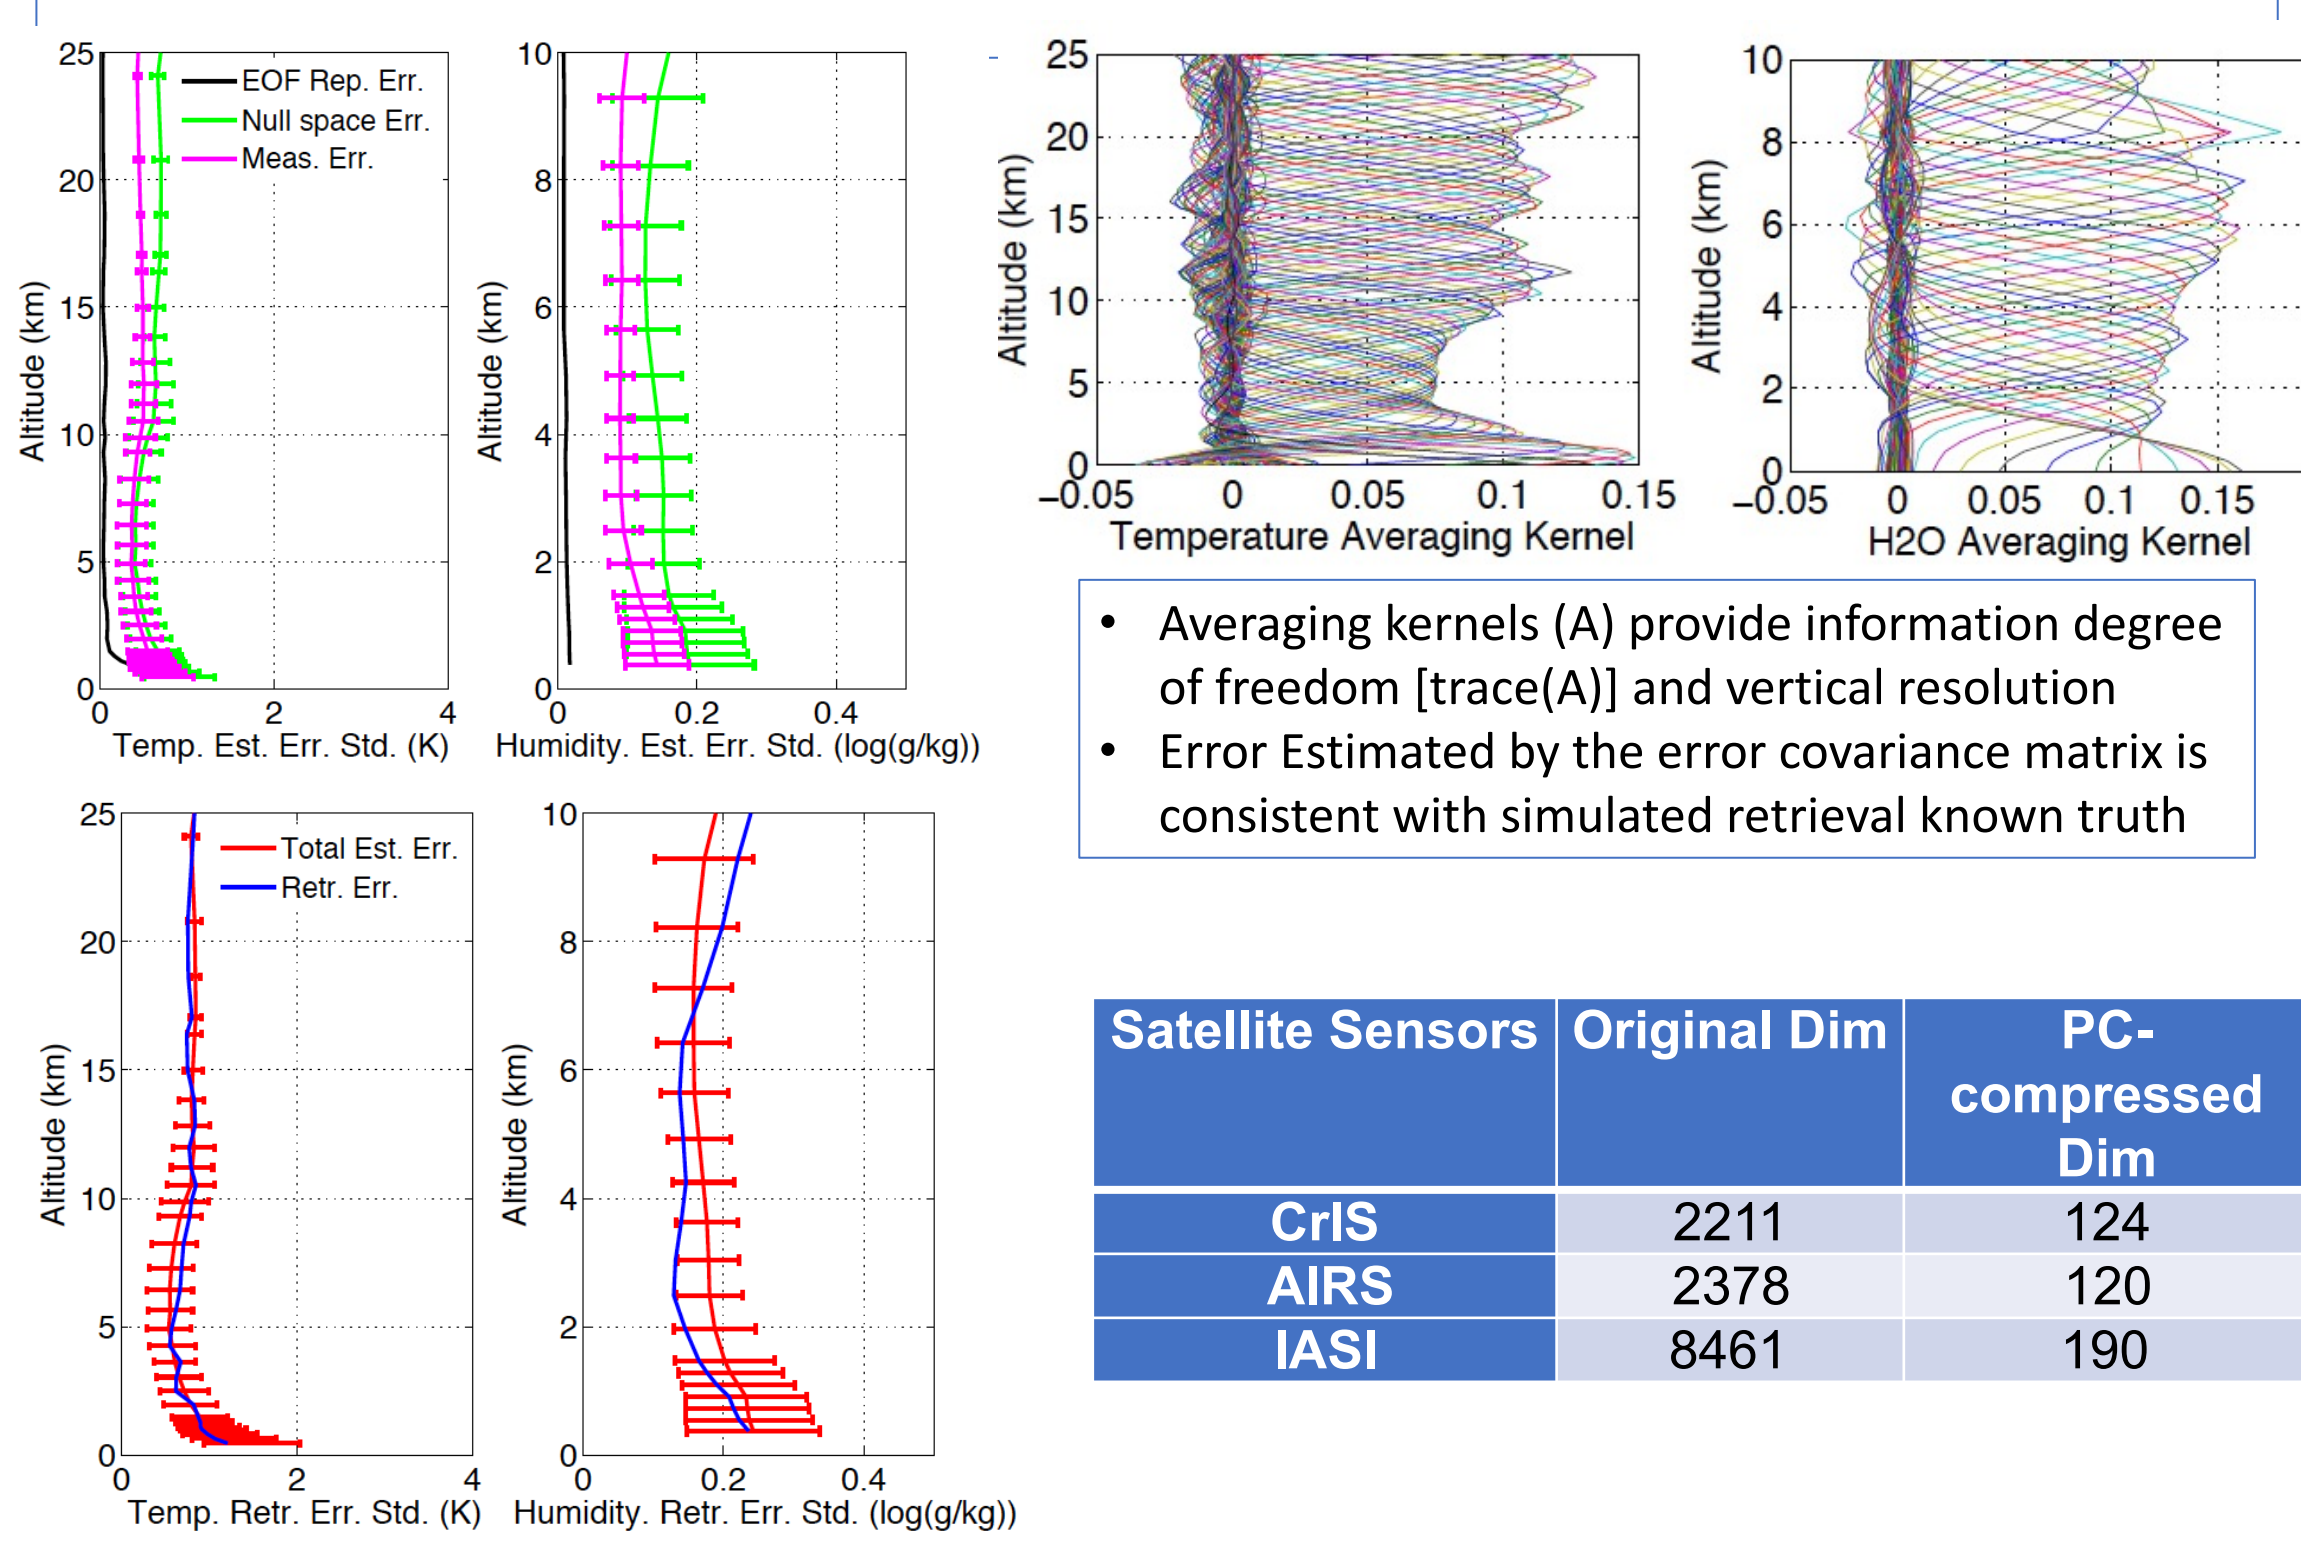 25
20
15
10
5
0
0
2
4
Altitude (km)
Temp. Est. Err. Std. (K)
EOF Rep. Err.
Null space Err.
Meas. Err.
10
8
6
4
2
0
0
0.2
0.4
Altitude (km)
Humidity. Est. Err. Std. (log(g/kg))
25
20
15
10
5
0
−0.05
0
0.05
0.1
0.15
Altitude (km)
Temperature Averaging Kernel
10
8
6
4
2
0
−0.05
0
0.05
0.1
0.15
Altitude (km)
H2O Averaging Kernel
• Averaging kernels (A) provide information degree
of freedom [trace(A)] and vertical resolution
• Error Estimated by the error covariance matrix is
consistent with simulated retrieval known truth
25
20
15
10
5
0
0
2
4
Altitude (km)
Temp. Retr. Err. Std. (K)
Total Est. Err.
Retr. Err.
10
8
6
4
2
0
0
0.2
0.4
Altitude (km)
Humidity. Retr. Err. Std. (log(g/kg))
Satellite Sensors Original Dim PC-
compressed
Dim
CrIS 2211 124
AIRS 2378 120
IASI 8461 190